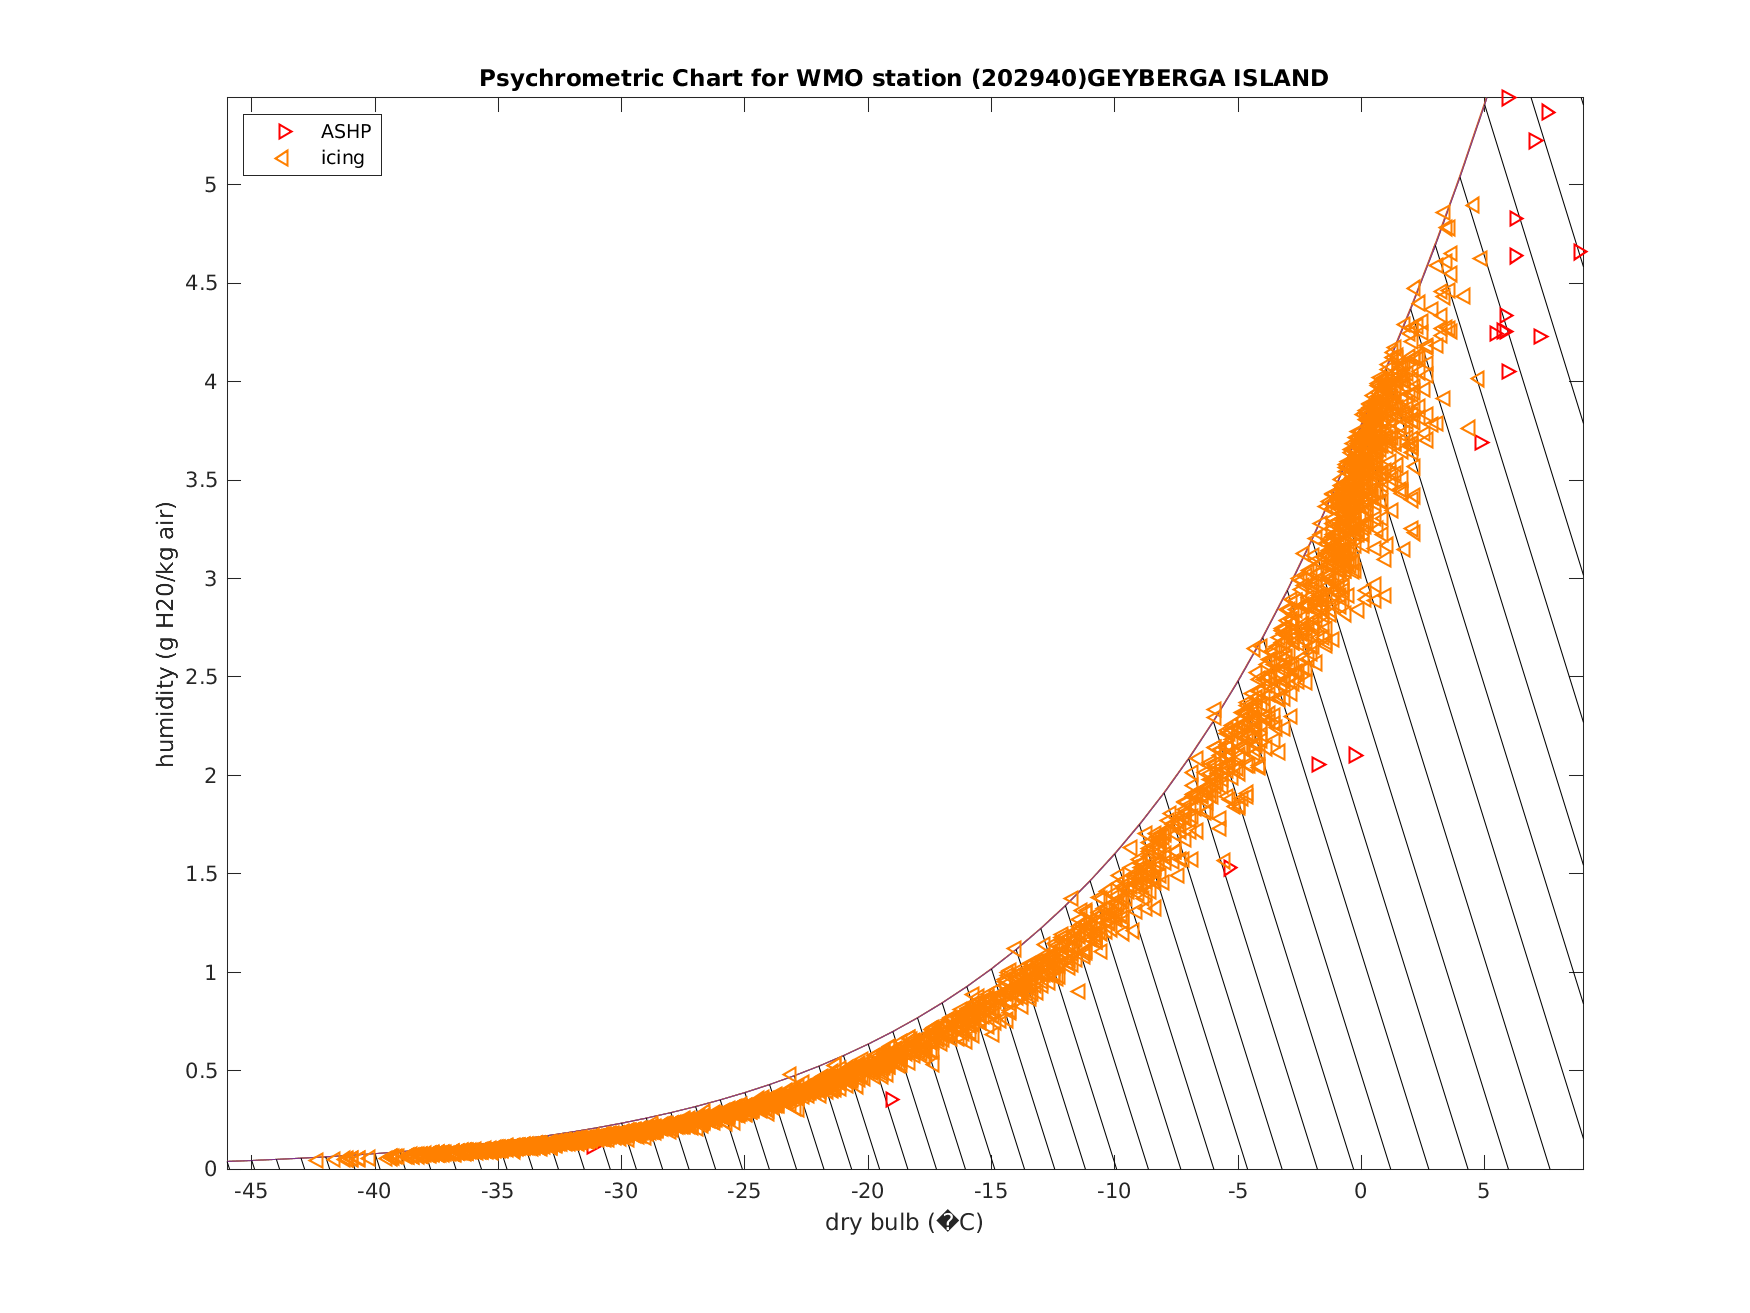 Psychrometric Chart for WMO station (202940)GEYBERGA ISLAND
ASHP
icing
humidity (g H20/kg air)
5
4.5
4
3.5
3
2.5
2
1.5
1
0.5
0
-45 -40 -35 -30 -25 -20 -15 -10 -5 0 5
dry bulb (�C)